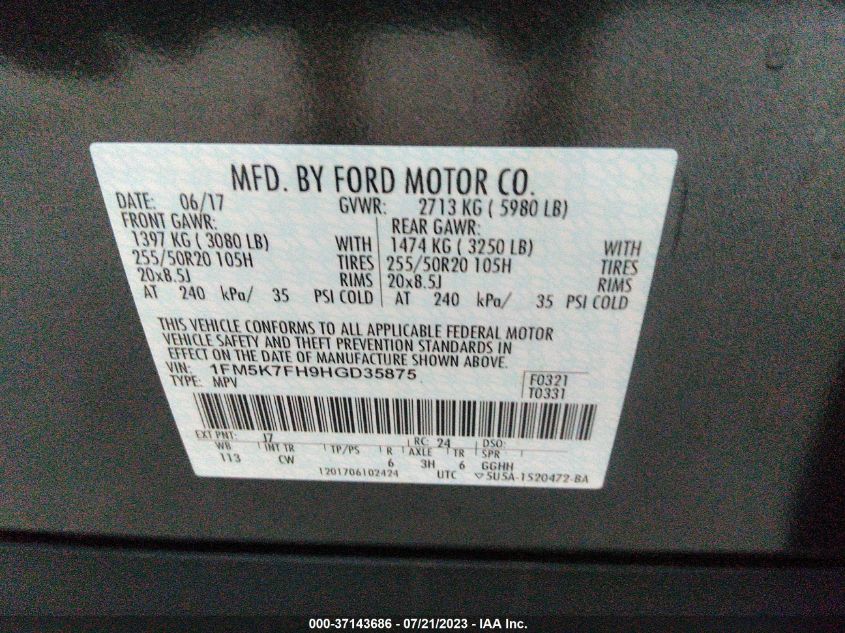 MFD. BY FORD MOTOR CO.
DATE: 06/17 GVWR: 2713 KG ( 5980 LB)
FRONT GAWR: REAR GAWR:
1397 KG ( 3080 LB) WITH 1474 KG ( 3250 LB) WITH
255/50R20 105H TIRES 255/50R20 105H TIRES
20x8.5J RIMS 20x8.5J RIMS
AT 240 kPa/ 35 PSI COLD AT 240 kPa/ 35 PSI COLD
THIS VEHICLE CONFORMS TO ALL APPLICABLE FEDERAL MOTOR
VEHICLE SAFETY AND THEFT PREVENTION STANDARDS IN
EFFECT ON THE DATE OF MANUFACTURE SHOWN ABOVE.
VIN: 1FM5K7FH9HGD35875 F0321
TYPE: MPV T0331
EXT PNT: J7 RC: 24 DSO:
WB INT TR TP/PS R AXLE TR SPR
113 CW 6 3H 6 GGHH
1201706102424 UTC ▽5U5A-1520472-BA
000-37143686 - 07/21/2023 - IAA Inc.